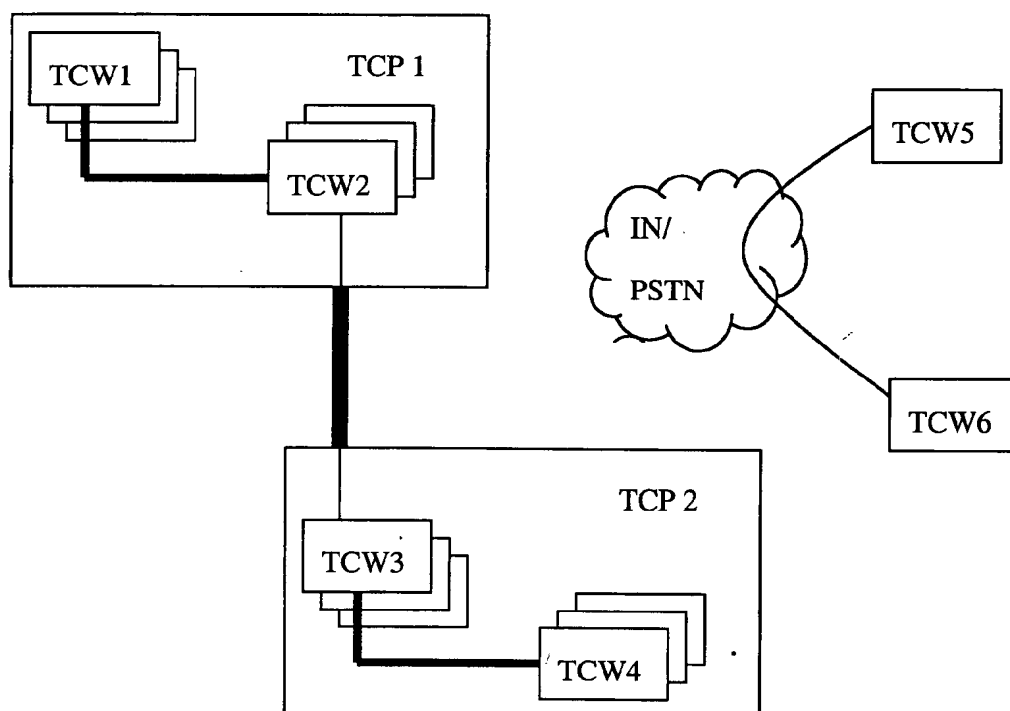 TCW1
TCP 1
TCW2
TCW5
IN/
PSTN
TCW6
TCP 2
TCW3
TCW4